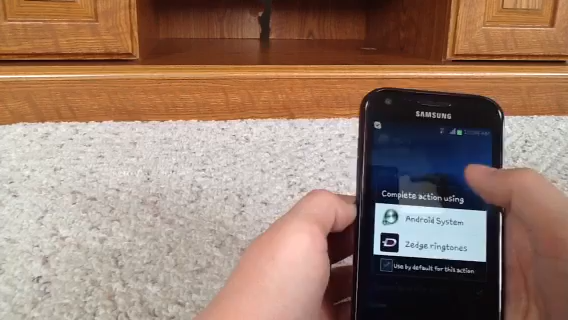 SAMSUNG
Complete action using
Android System
Zedge ringtones
Use by default for this action